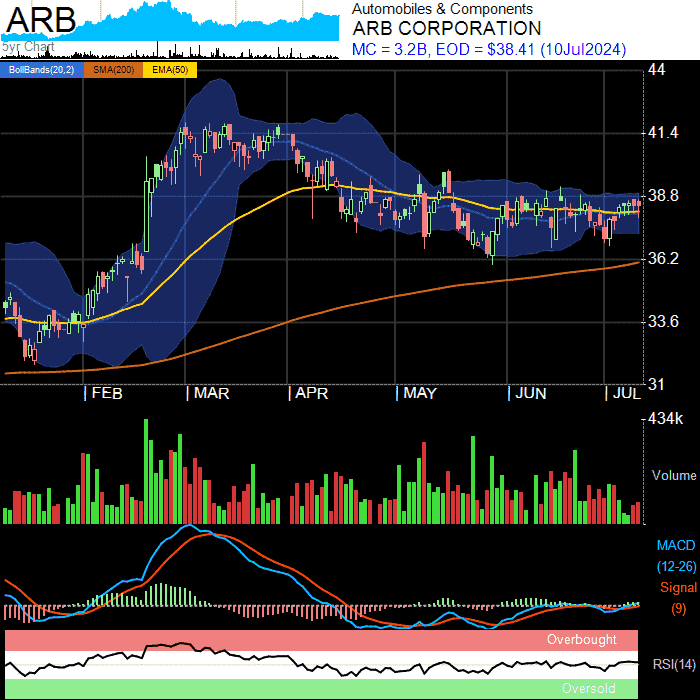 ARB
5yr Chart
Automobiles & Components
ARB CORPORATION
MC = 3.2B, EOD = $38.41 (10Jul2024)
BollBands(20,2) SMA(200) EMA(50)
44
41.4
38.8
36.2
33.6
31
FEB MAR APR MAY JUN JUL
434k
Volume
MACD
(12-26)
Signal
(9)
Overbought
RSI(14)
Oversold